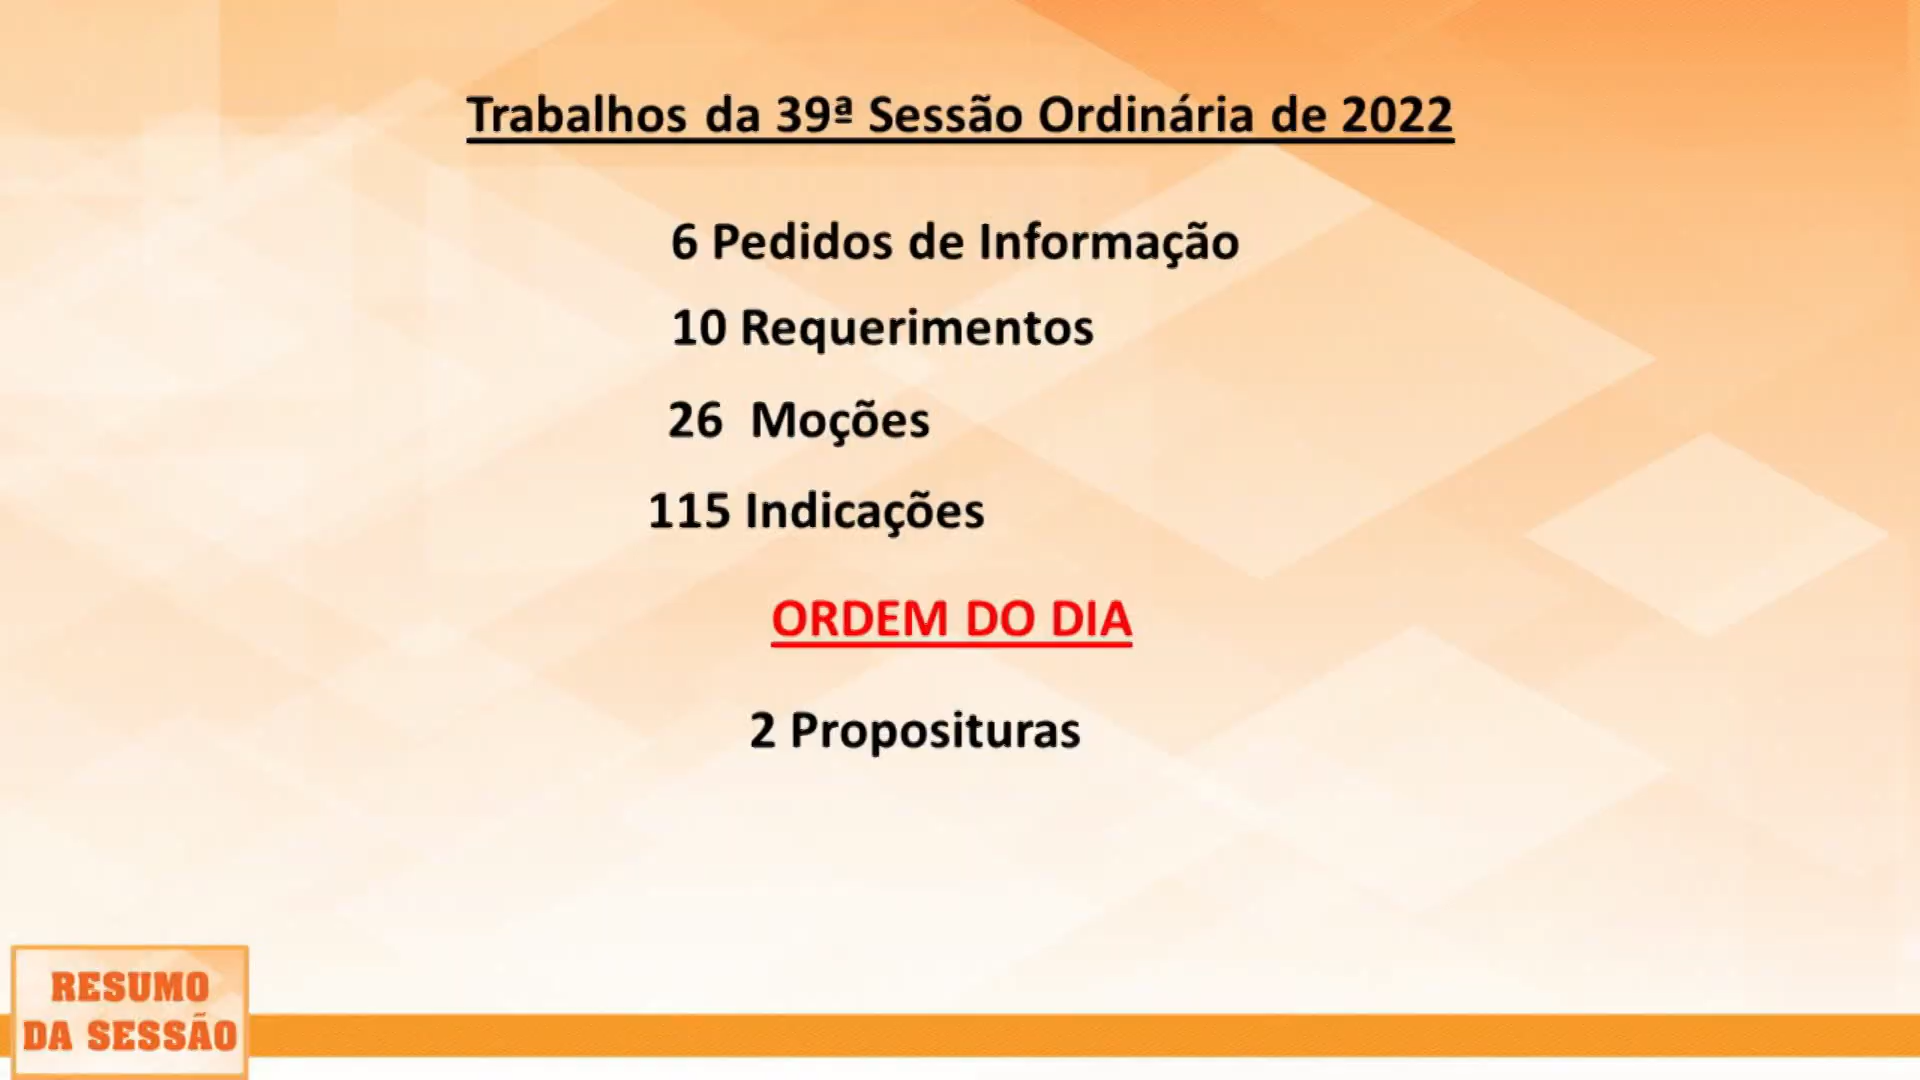 Trabalhos da 39ª Sessão Ordinária de 2022
6 Pedidos de Informação
10 Requerimentos
26 Moções
115 Indicações
ORDEM DO DIA
2 Proposituras
RESUMO
DA SESSÃO